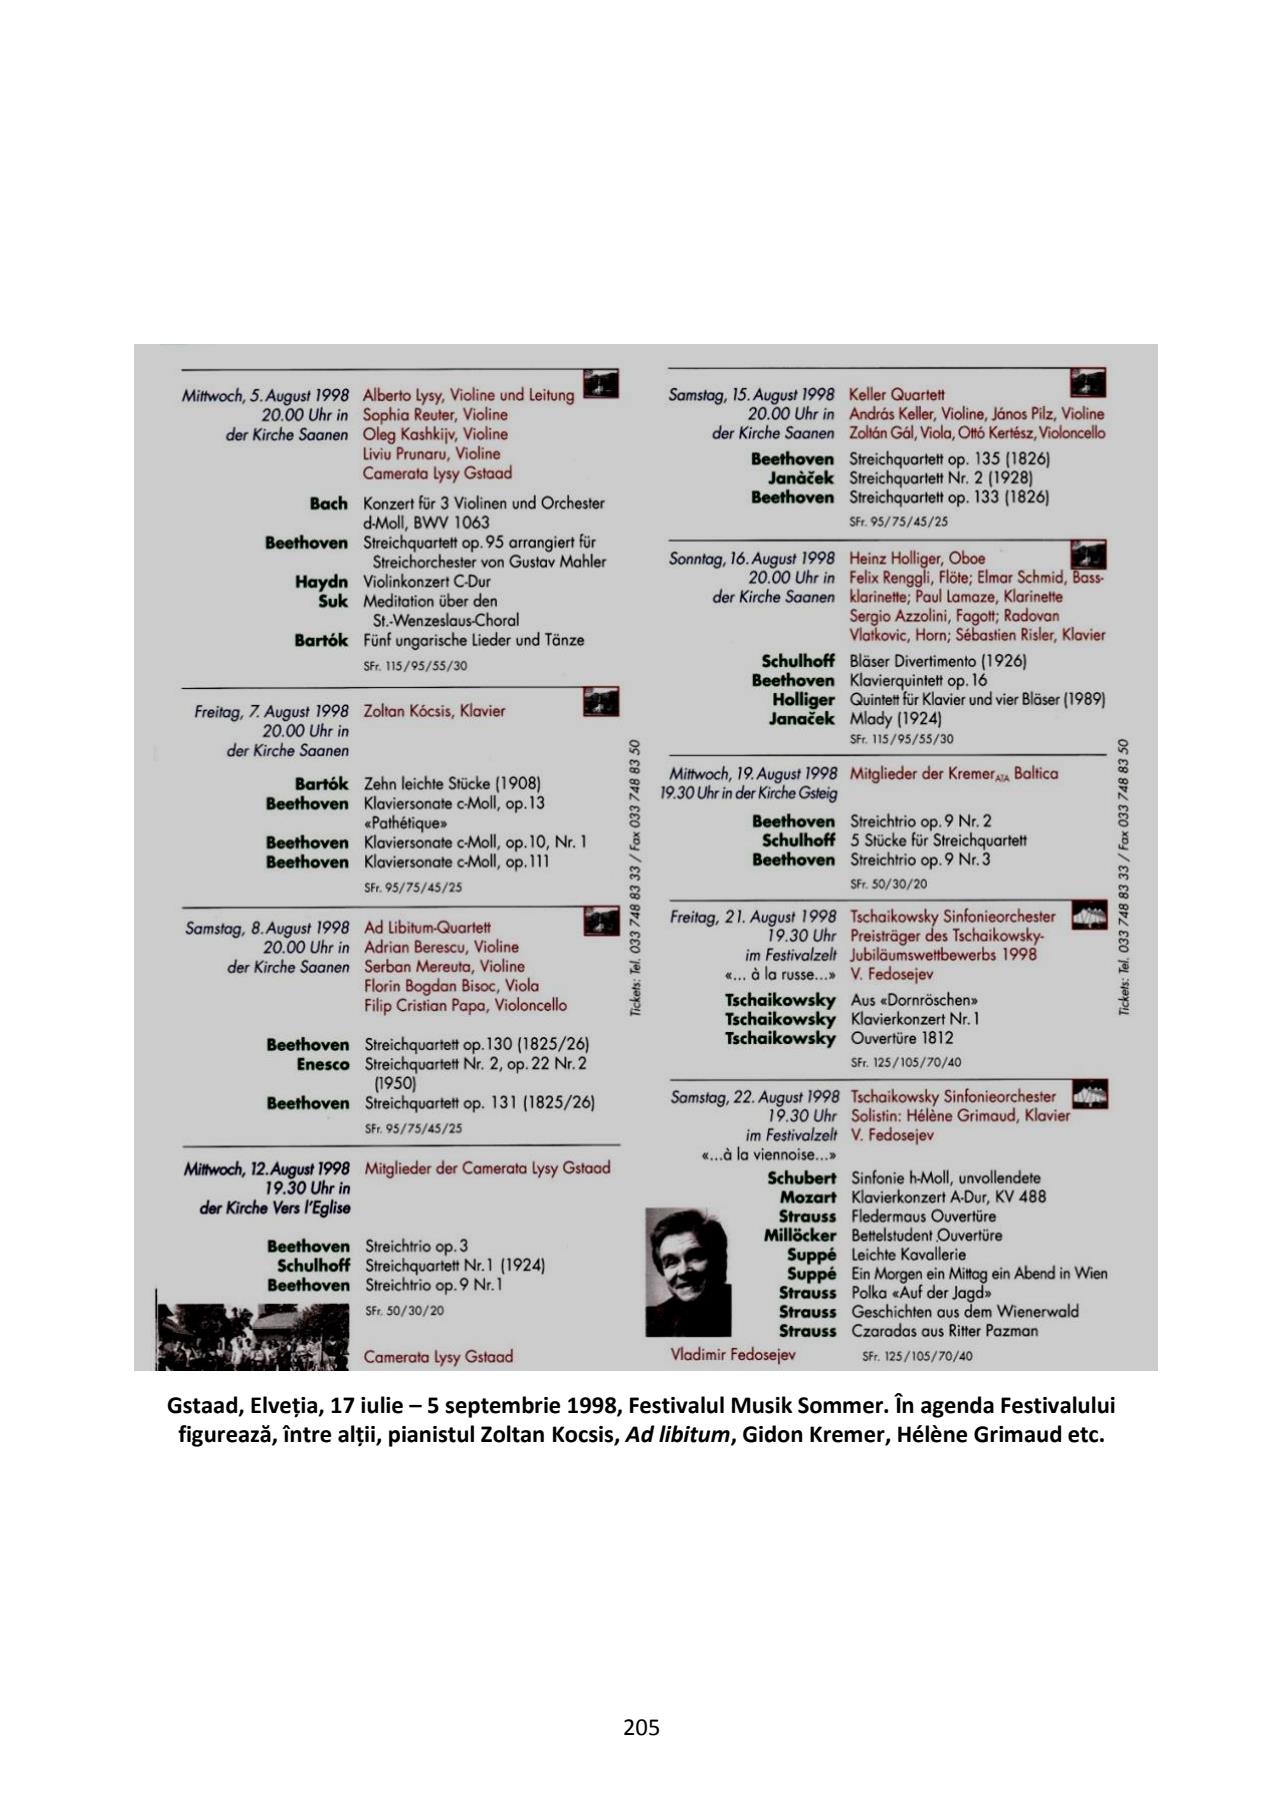 Mittwoch, 5. August 1998 Alberto Lysy, Violine und Leitung
20.00 Uhr in Sophia Reuter, Violine
der Kirche Saanen Oleg Kashkijv, Violine
Liviu Prunaru, Violine
Camerata Lysy Gstaad
Bach Konzert für 3 Violinen und Orchester
d-Moll, BWV 1063
Beethoven Streichquartett op. 95 arrangiert für
Streichorchester von Gustav Mahler
Haydn Violinkonzert C-Dur
Suk Meditation über den
St.-Wenzeslaus-Choral
Bartók Fünf ungarische Lieder und Tänze
SFr. 115/95/55/30
Freitag, 7. August 1998 Zoltan Kócsis, Klavier
20.00 Uhr in
der Kirche Saanen
Bartók Zehn leichte Stücke (1908)
Beethoven Klaviersonate c-Moll, op. 13
«Pathétique»
Beethoven Klaviersonate c-Moll, op. 10, Nr. 1
Beethoven Klaviersonate c-Moll, op. 111
SFr. 95/75/45/25
Samstag, 8. August 1998 Ad Libitum-Quartett
20.00 Uhr in Adrian Berescu, Violine
der Kirche Saanen Serban Mereuta, Violine
Florin Bogdan Bisoc, Viola
Filip Cristian Papa, Violoncello
Beethoven Streichquartett op. 130 (1825/26)
Enesco Streichquartett Nr. 2, op. 22 Nr. 2
(1950)
Beethoven Streichquartett op. 131 (1825/26)
SFr. 95/75/45/25
Mittwoch, 12. August 1998 Mitglieder der Camerata Lysy Gstaad
19.30 Uhr in
der Kirche Vers l'Eglise
Beethoven Streichtrio op. 3
Schulhoff Streichquartett Nr. 1 (1924)
Beethoven Streichtrio op. 9 Nr. 1
SFr. 50/30/20
Camerata Lysy Gstaad
Tickets: Tel. 033 748 83 33 / Fax 033 748 83 50
Samstag, 15. August 1998 Keller Quartett
20.00 Uhr in András Keller, Violine, János Pilz, Violine
der Kirche Saanen Zoltán Gál, Viola, Ottó Kertész, Violoncello
Beethoven Streichquartett op. 135 (1826)
Janàček Streichquartett Nr. 2 (1928)
Beethoven Streichquartett op. 133 (1826)
SFr. 95/75/45/25
Sonntag, 16. August 1998 Heinz Holliger, Oboe
20.00 Uhr in Felix Renggli, Flöte; Elmar Schmid, Bass-
der Kirche Saanen klarinette; Paul Lamaze, Klarinette
Sergio Azzolini, Fagott; Radovan
Vlatkovic, Horn; Sébastien Risler, Klavier
Schulhoff Bläser Divertimento (1926)
Beethoven Klavierquintett op. 16
Holliger Quintett für Klavier und vier Bläser (1989)
Janaček Mlady (1924)
SFr. 115/95/55/30
Mittwoch, 19. August 1998 Mitglieder der KremerATA Baltica
19.30 Uhr in der Kirche Gsteig
Beethoven Streichtrio op. 9 Nr. 2
Schulhoff 5 Stücke für Streichquartett
Beethoven Streichtrio op. 9 Nr. 3
SFr. 50/30/20
Freitag, 21. August 1998 Tschaikowsky Sinfonieorchester
19.30 Uhr Preisträger des Tschaikowsky-
im Festivalzelt Jubiläumswettbewerbs 1998
«... à la russe...» V. Fedosejev
Tschaikowsky Aus «Dornröschen»
Tschaikowsky Klavierkonzert Nr. 1
Tschaikowsky Ouvertüre 1812
SFr. 125/105/70/40
Samstag, 22. August 1998 Tschaikowsky Sinfonieorchester
19.30 Uhr Solistin: Hélène Grimaud, Klavier
im Festivalzelt V. Fedosejev
«...à la viennoise...»
Schubert Sinfonie h-Moll, unvollendete
Mozart Klavierkonzert A-Dur, KV 488
Strauss Fledermaus Ouvertüre
Millöcker Bettelstudent Ouvertüre
Suppé Leichte Kavallerie
Suppé Ein Morgen ein Mittag ein Abend in Wien
Strauss Polka «Auf der Jagd»
Strauss Geschichten aus dem Wienerwald
Strauss Czaradas aus Ritter Pazman
Vladimir Fedosejev SFr. 125/105/70/40
Tickets: Tel. 033 748 83 33 / Fax 033 748 83 50
Gstaad, Elveția, 17 iulie – 5 septembrie 1998, Festivalul Musik Sommer. În agenda Festivalului
figurează, între alții, pianistul Zoltan Kocsis, Ad libitum, Gidon Kremer, Hélène Grimaud etc.
205